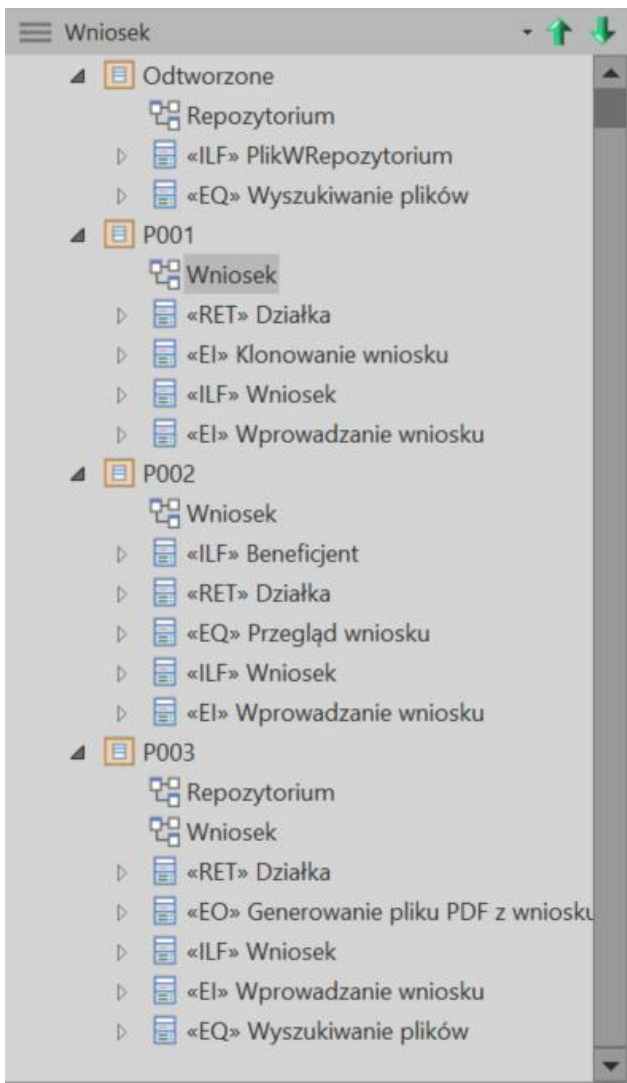 Wniosek
Odtworzone
Repozytorium
«ILF» PlikWRepozytorium
«EQ» Wyszukiwanie plików
P001
Wniosek
«RET» Działka
«EI» Klonowanie wniosku
«ILF» Wniosek
«EI» Wprowadzanie wniosku
P002
Wniosek
«ILF» Beneficjent
«RET» Działka
«EQ» Przegląd wniosku
«ILF» Wniosek
«EI» Wprowadzanie wniosku
P003
Repozytorium
Wniosek
«RET» Działka
«EO» Generowanie pliku PDF z wniosku
«ILF» Wniosek
«EI» Wprowadzanie wniosku
«EQ» Wyszukiwanie plików